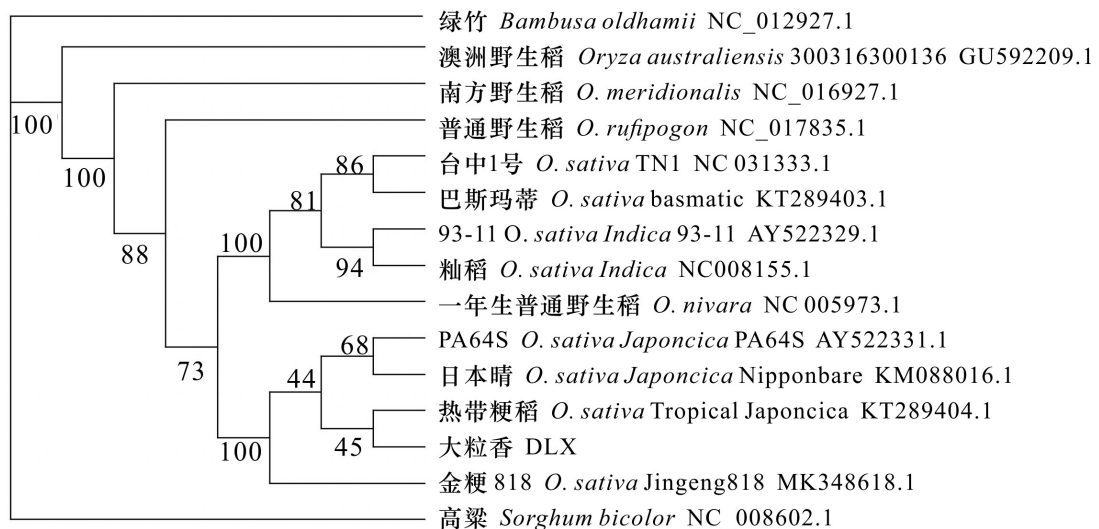 绿竹 Bambusa oldhamii NC_012927.1
澳洲野生稻 Oryza australiensis 300316300136 GU592209.1
南方野生稻 O. meridionalis NC_016927.1
100
普通野生稻 O. rufipogon NC_017835.1
台中1号 O. sativa TN1 NC 031333.1
86
100
巴斯玛蒂 O. sativa basmatic KT289403.1
81
93-11 O. sativa Indica 93-11 AY522329.1
100
88
籼稻 O. sativa Indica NC008155.1
94
一年生普通野生稻 O. nivara NC 005973.1
PA64S O. sativa Japoncica PA64S AY522331.1
68
73
日本晴 O. sativa Japoncica Nipponbare KM088016.1
44
热带粳稻 O. sativa Tropical Japoncica KT289404.1
大粒香 DLX
45
100
金粳818 O. sativa Jingeng818 MK348618.1
高粱 Sorghum bicolor NC 008602.1